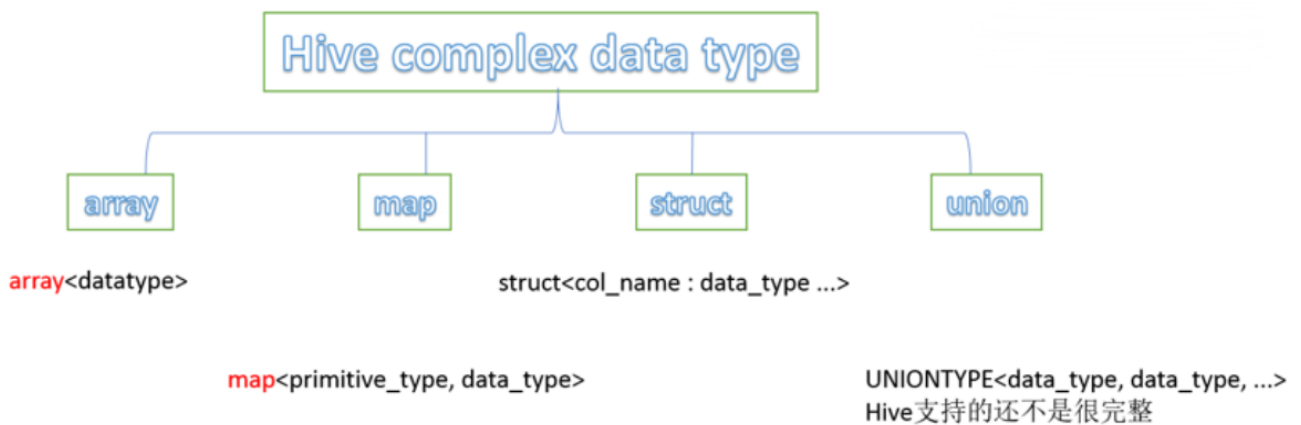 Hive complex data type
array
map
struct
union
array<datatype>
struct<col_name : data_type ...>
map<primitive_type, data_type>
UNIONTYPE<data_type, data_type, ...>
Hive支持的还不是很完整